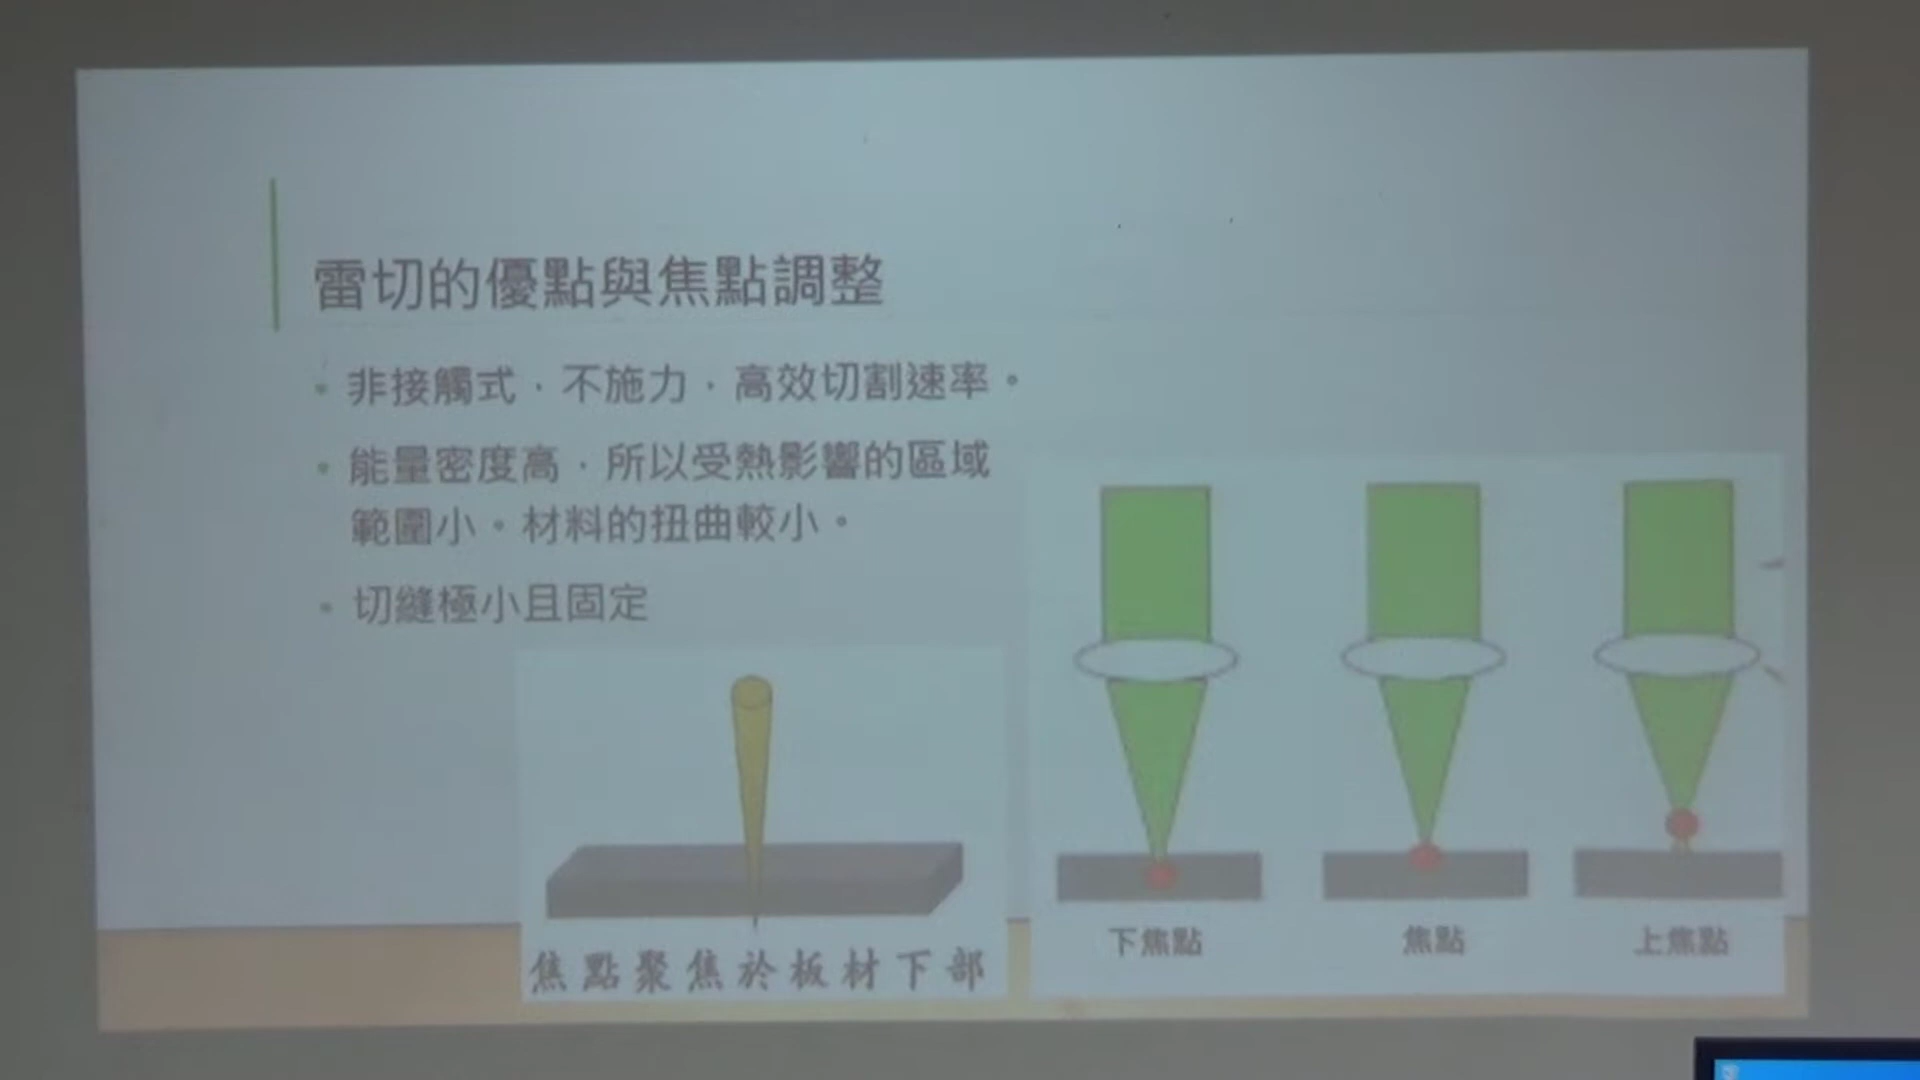 雷切的優點與焦點調整
非接觸式，不施力，高效切割速率。
能量密度高，所以受熱影響的區域
範圍小。材料的扭曲較小。
切縫極小且固定
焦點聚焦於板材下部
下焦點
焦點
上焦點